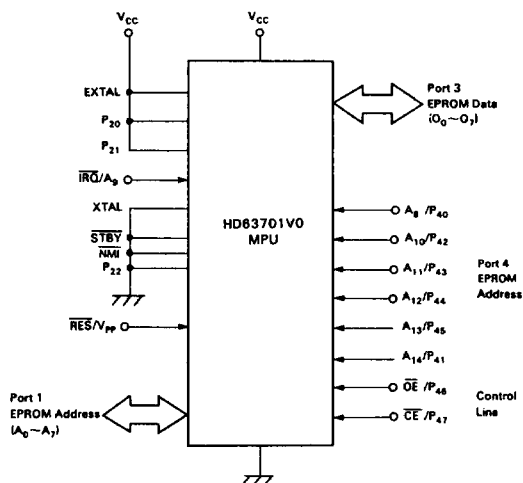 VCC
VCC
EXTAL
P20
P21
IRQ/A9
XTAL
STBY
NMI
P22
RES/VPP
Port 1
EPROM Address
(A0~A7)
HD63701V0
MPU
Port 3
EPROM Data
(O0~O7)
A8/P40
A10/P42
A11/P43
A12/P44
A13/P45
A14/P41
OE/P46
CE/P47
Port 4
EPROM
Address
Control
Line